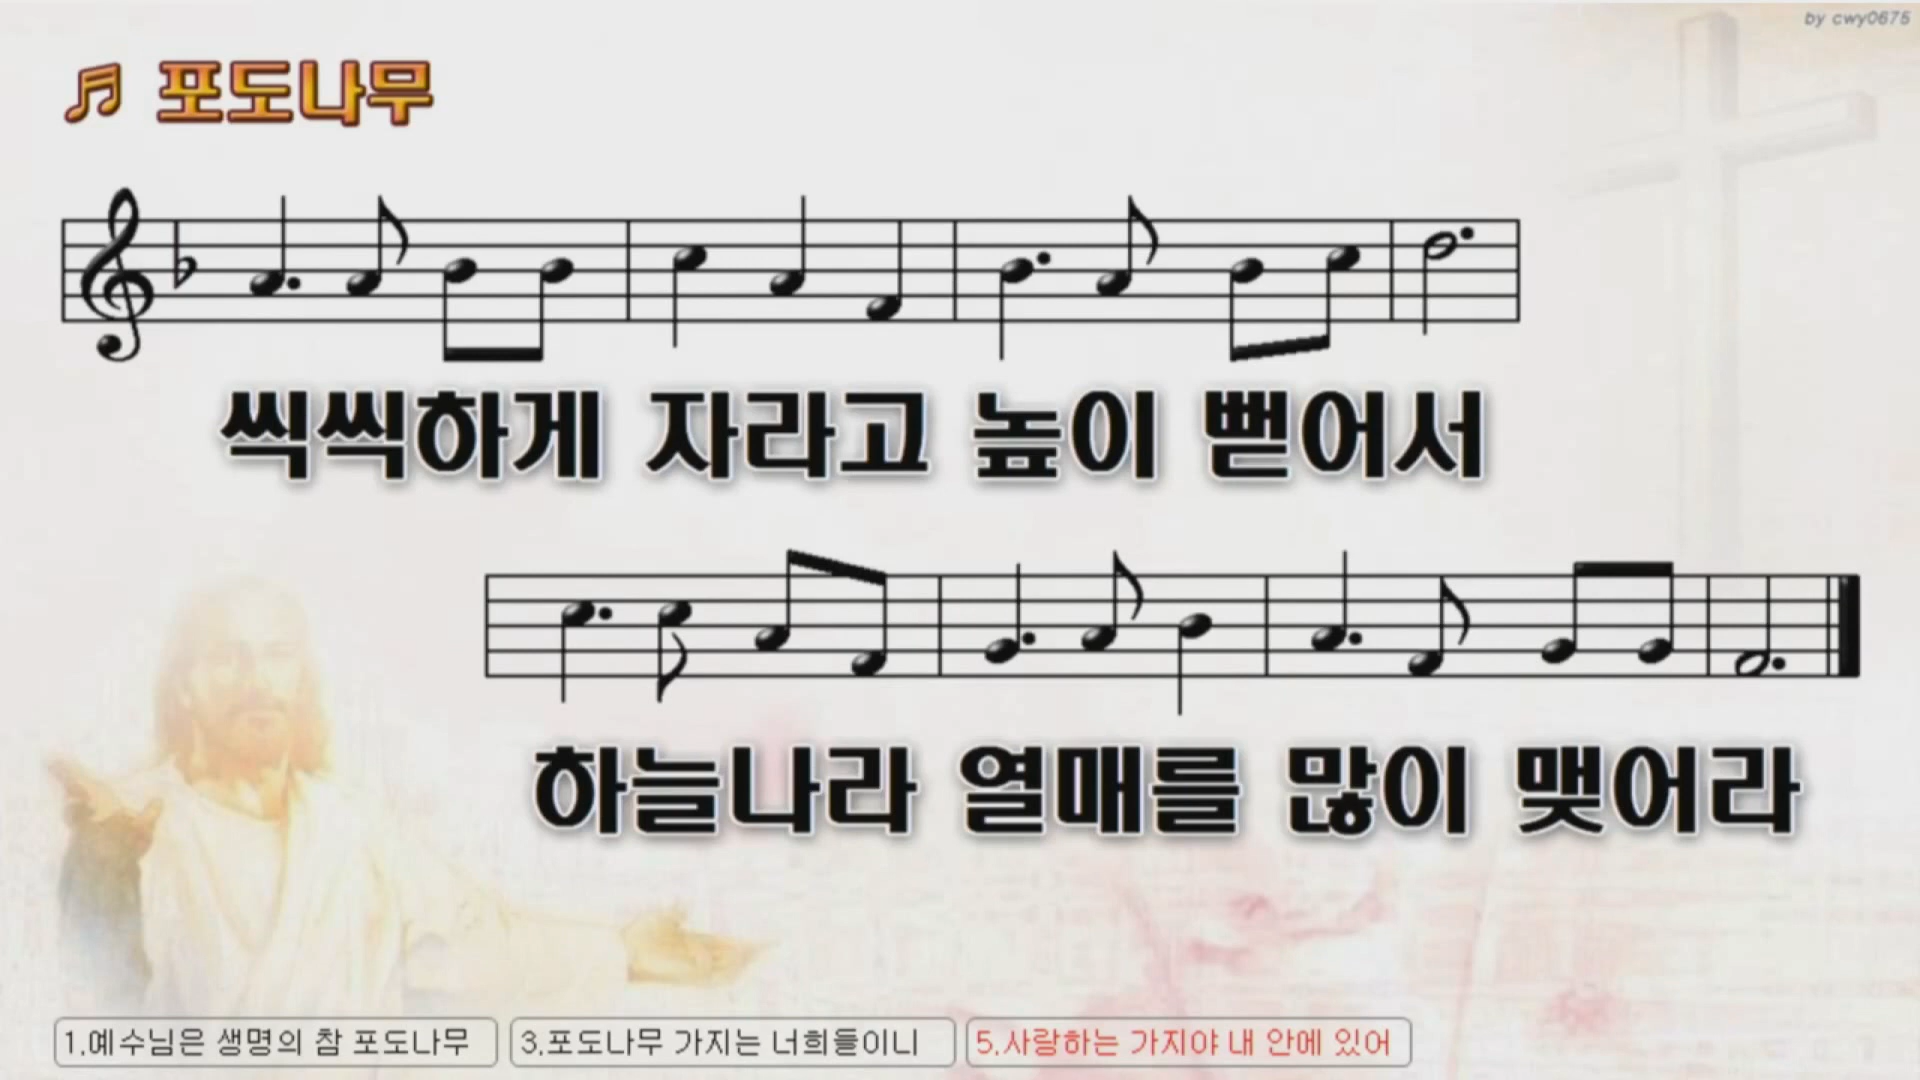 by cwy0675
포도나무
씩씩하게 자라고 높이 뻗어서
하늘나라 열매를 많이 맺어라
1.예수님은 생명의 참 포도나무
3.포도나무 가지는 너희들이니
5.사랑하는 가지야 내 안에 있어